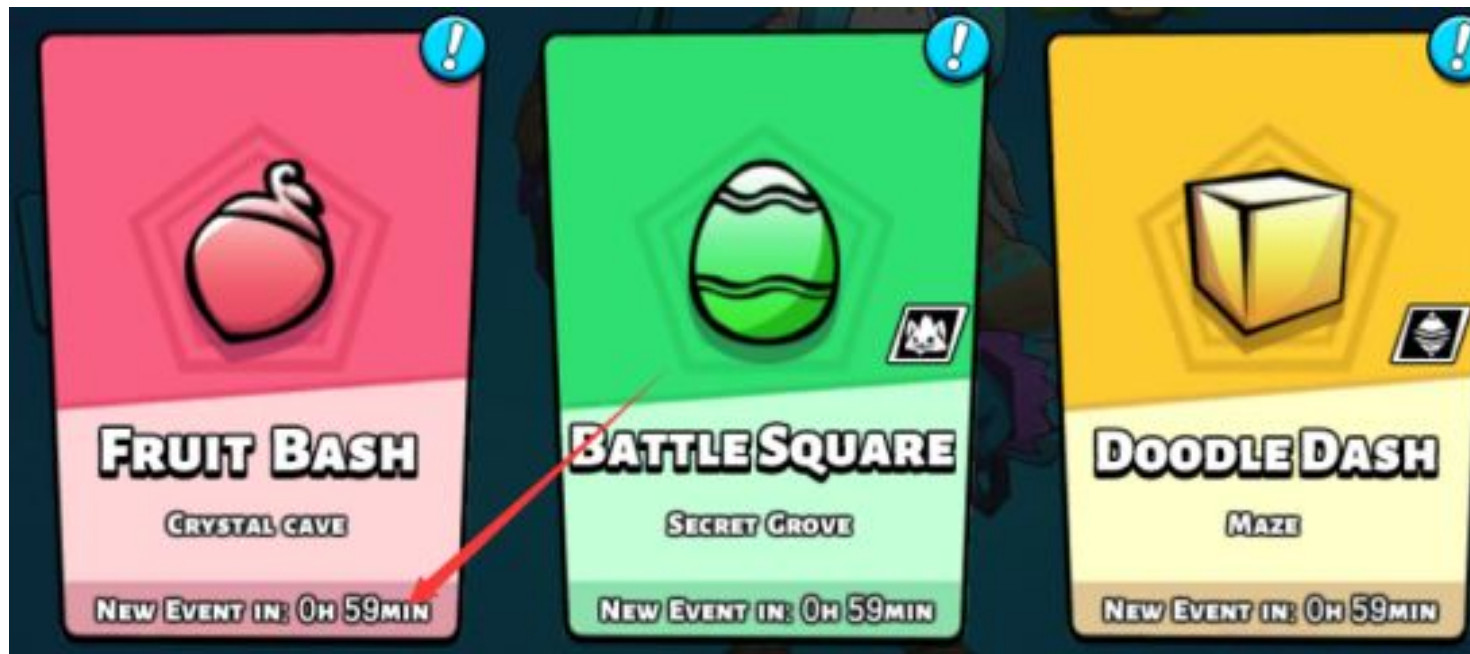 FRUIT BASH
CRYSTAL CAVE
NEW EVENT IN: 0H 59MIN
BATTLE SQUARE
SECRET GROVE
NEW EVENT IN: 0H 59MIN
DOODLE DASH
MAZE
NEW EVENT IN: 0H 59MIN